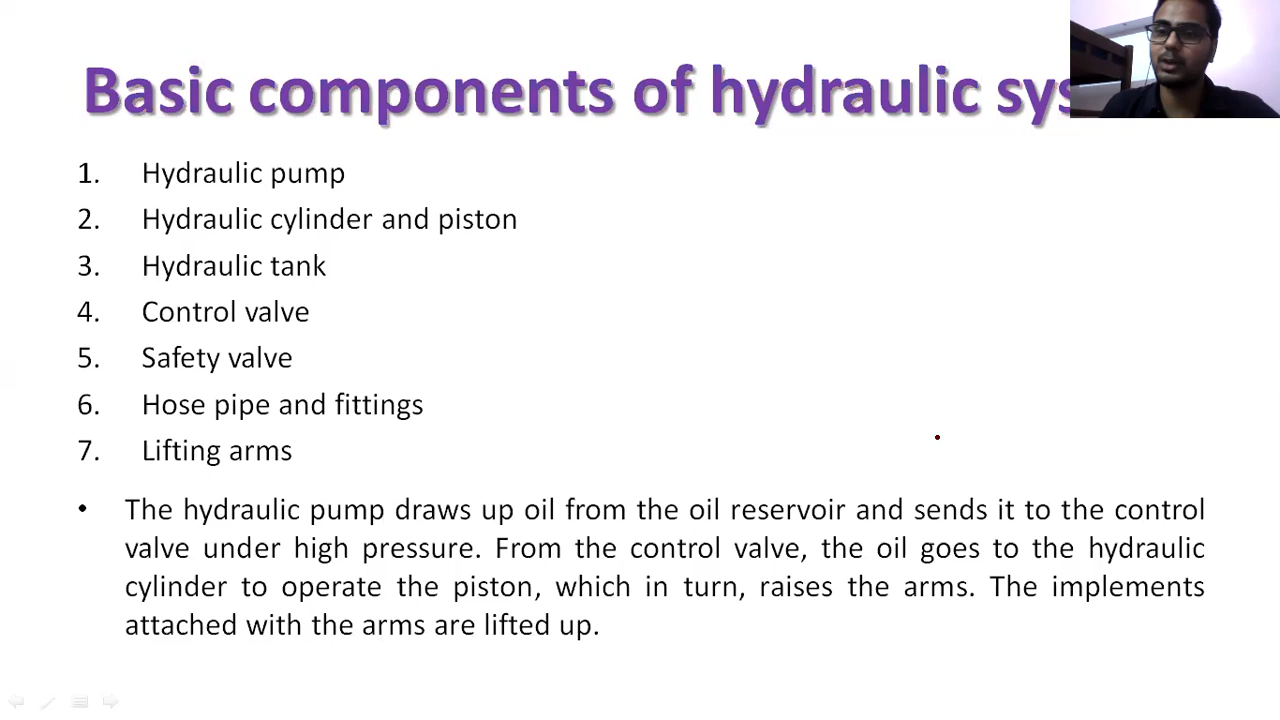 Basic components of hydraulic
1. Hydraulic pump
2. Hydraulic cylinder and piston
3. Hydraulic tank
4. Control valve
5. Safety valve
6. Hose pipe and fittings
7. Lifting arms
• The hydraulic pump draws up oil from the oil reservoir and sends it to the control
valve under high pressure. From the control valve, the oil goes to the hydraulic
cylinder to operate the piston, which in turn, raises the arms. The implements
attached with the arms are lifted up.